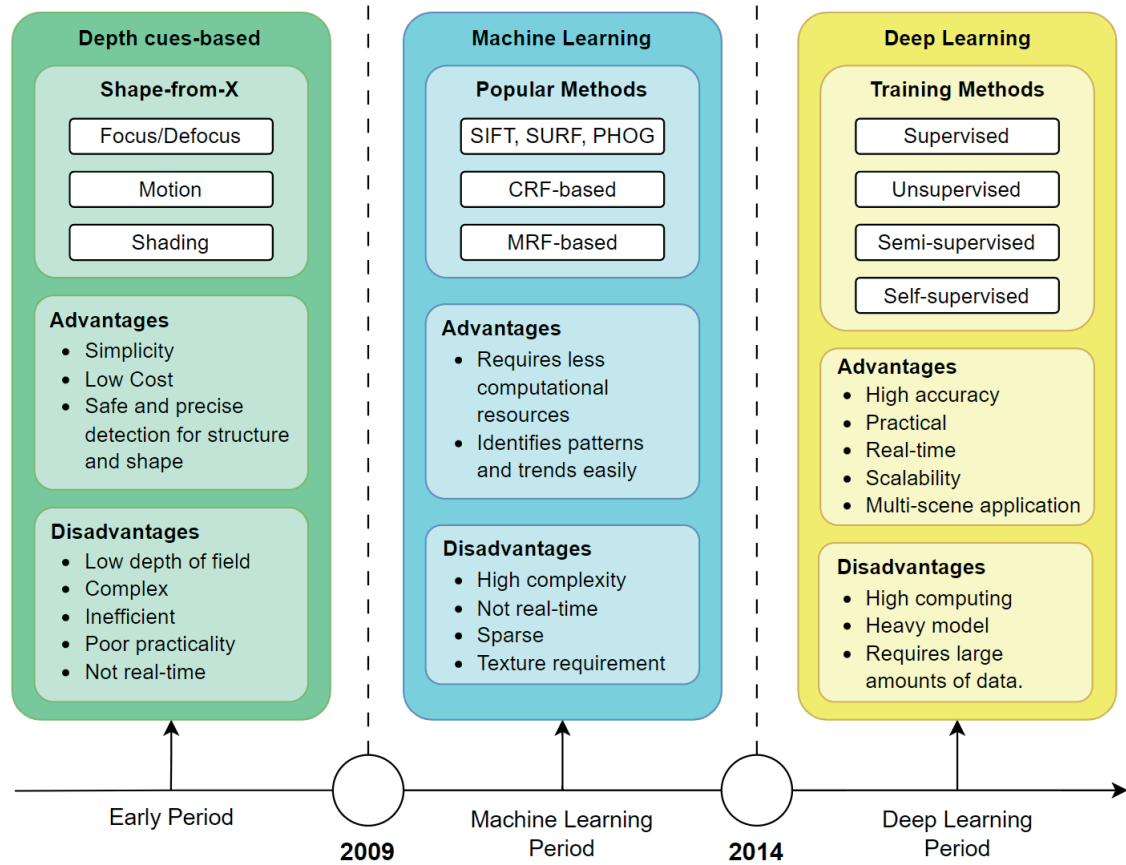 Depth cues-based
Shape-from-X
Focus/Defocus
Motion
Shading
Advantages
• Simplicity
• Low Cost
• Safe and precise
detection for structure
and shape
Disadvantages
• Low depth of field
• Complex
• Inefficient
• Poor practicality
• Not real-time
Machine Learning
Popular Methods
SIFT, SURF, PHOG
CRF-based
MRF-based
Advantages
• Requires less
computational
resources
• Identifies patterns
and trends easily
Disadvantages
• High complexity
• Not real-time
• Sparse
• Texture requirement
Deep Learning
Training Methods
Supervised
Unsupervised
Semi-supervised
Self-supervised
Advantages
• High accuracy
• Practical
• Real-time
• Scalability
• Multi-scene application
Disadvantages
• High computing
• Heavy model
• Requires large
amounts of data.
Early Period
2009
Machine Learning
Period
2014
Deep Learning
Period